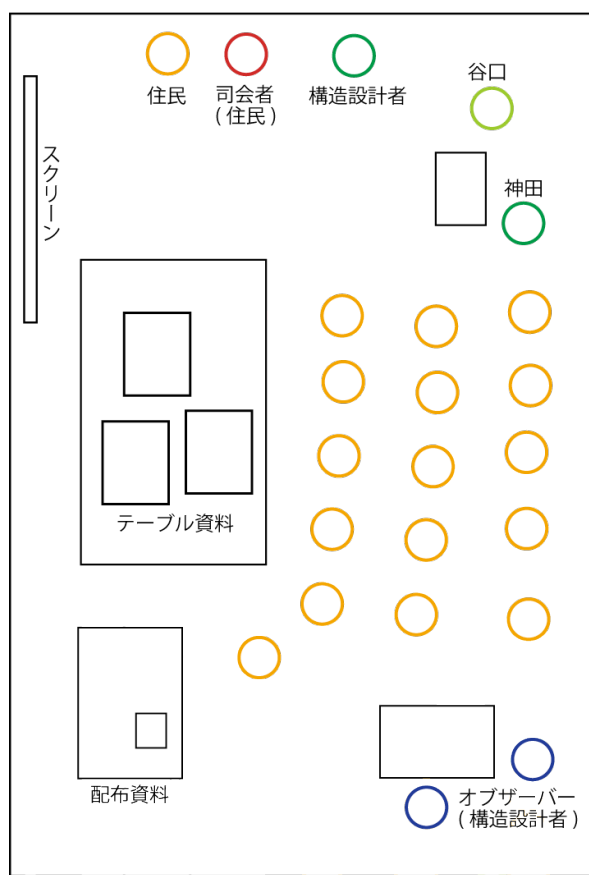 住民
司会者
(住民)
構造設計者
谷口
スクリーン
神田
テーブル資料
配布資料
オブザーバー
(構造設計者)